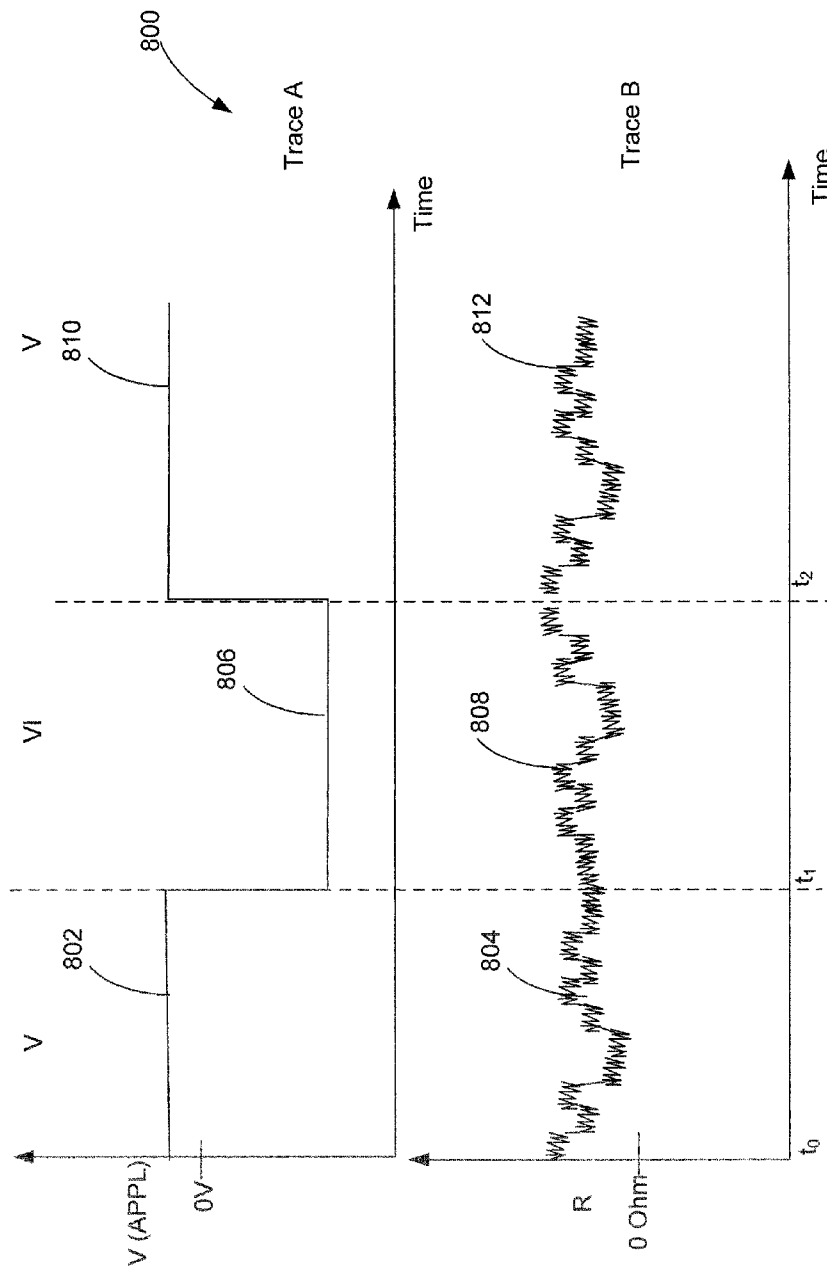 800
V
VI
V
802
806
810
V (APPL)
0V
Time
Trace A
804
808
812
R
0 Ohm
t₀
t₁
t₂
Time
Trace B